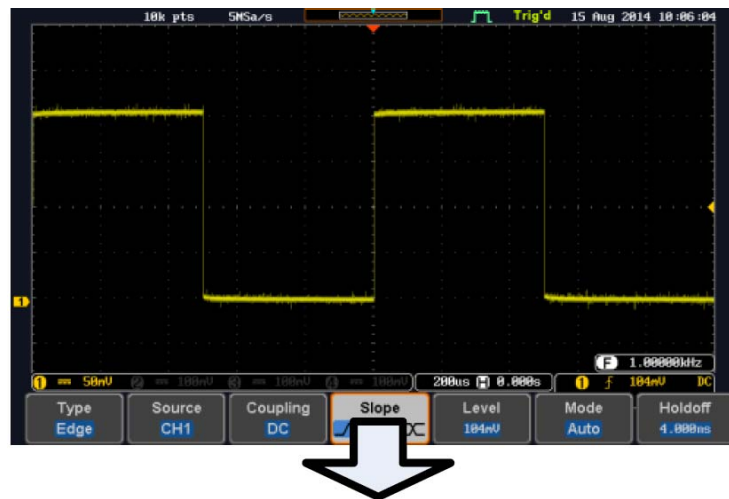 10k pts 5MSa/s Trig'd 15 Aug 2014 10:06:04
1
F 1.00000kHz
1 50mV 2 100mV 3 100mV 4 100mV 200us H 0.000s 1 104mV DC
Type Source Coupling Slope Level Mode Holdoff
Edge CH1 DC 104mV Auto 4.000ns